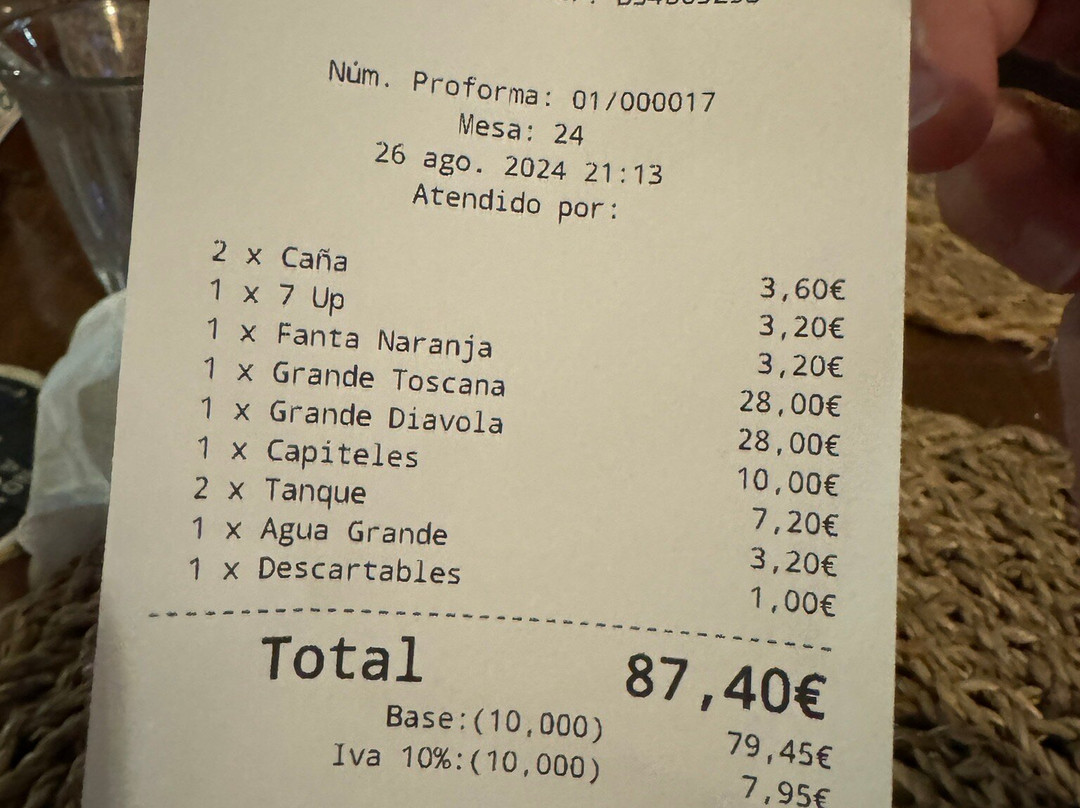 Núm. Proforma: 01/000017
Mesa: 24
26 ago. 2024 21:13
Atendido por:
2 x Caña 3,60€
1 x 7 Up 3,20€
1 x Fanta Naranja 3,20€
1 x Grande Toscana 28,00€
1 x Grande Diavola 28,00€
1 x Capiteles 10,00€
2 x Tanque 7,20€
1 x Agua Grande 3,20€
1 x Descartables 1,00€
Total 87,40€
Base:(10,000) 79,45€
Iva 10%:(10,000) 7,95€